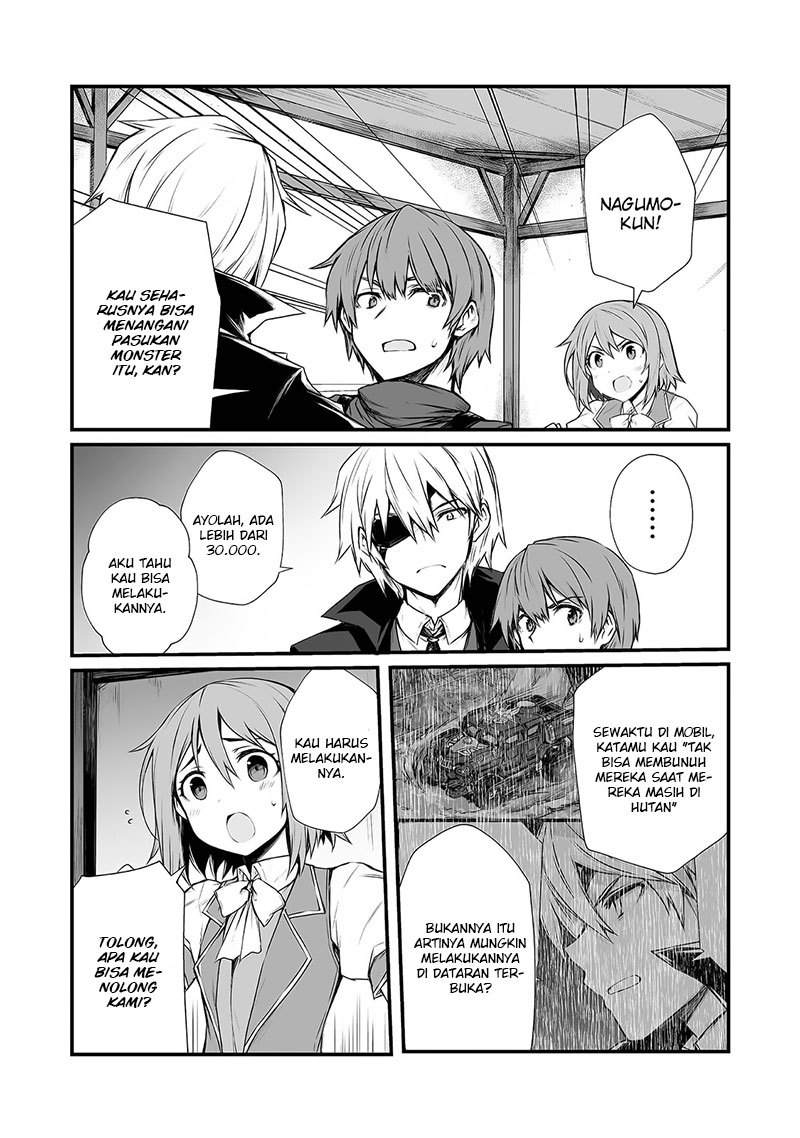 NAGUMO-
KUN!
KAU SEHA-
RUSNYA BISA
MENANGANI
PASUKAN
MONSTER
ITU, KAN?
......
AYOLAH, ADA
LEBIH DARI
30.000.
AKU TAHU
KAU BISA
MELAKU-
KANNYA.
SEWAKTU DI MOBIL,
KATAMU KAU "TAK
BISA MEMBUNUH
MEREKA SAAT ME-
REKA MASIH DI
HUTAN"
BUKANNYA ITU
ARTINYA MUNGKIN
MELAKUKANNYA
DI DATARAN TER-
BUKA?
KAU HARUS
MELAKUKAN-
NYA.
TOLONG,
APA KAU
BISA ME-
NOLONG
KAMI?